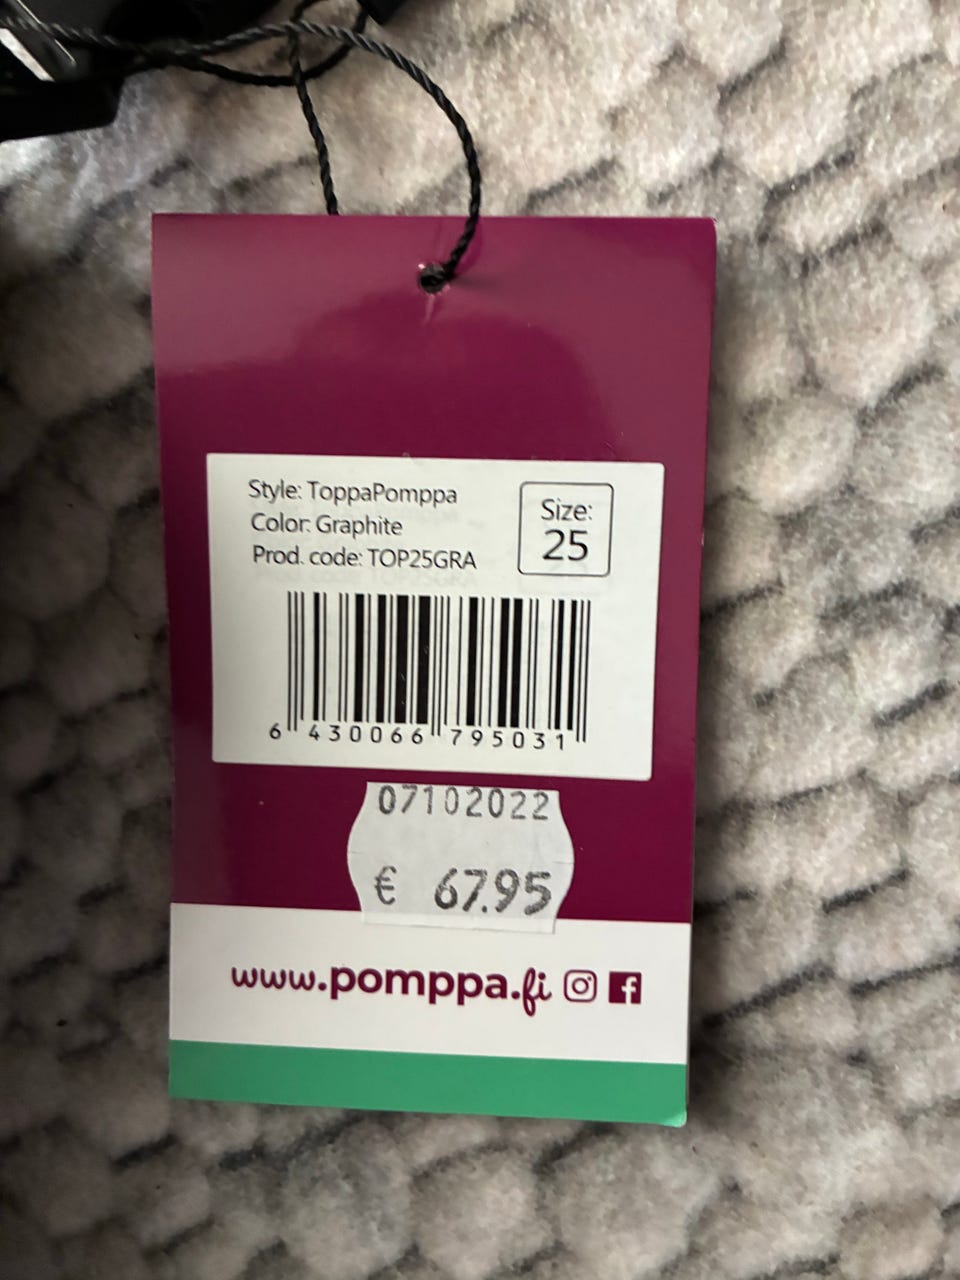 Style: ToppaPomppa
Color: Graphite
Prod. code: TOP25GRA
Size:
25
6 430066 795031
07102022
€ 67.95
www.pomppa.fi